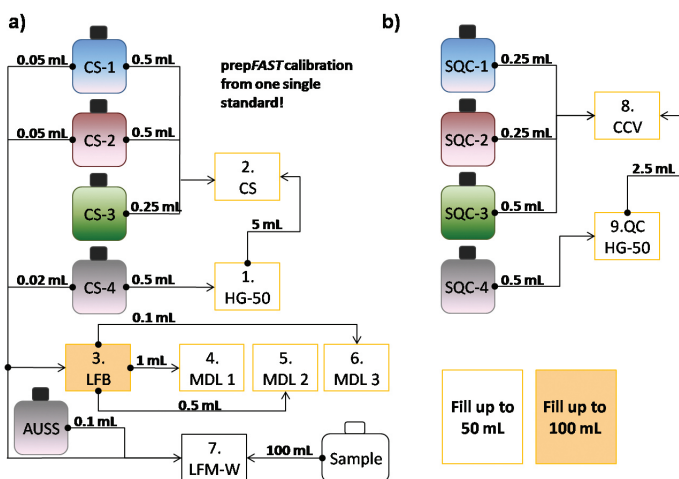 a)
b)
0.05 mL
CS-1
0.5 mL
prepFAST calibration
from one single
standard!
0.05 mL
CS-2
0.5 mL
CS-3
0.25 mL
2.
CS
5 mL
0.02 mL
CS-4
0.5 mL
1.
HG-50
0.1 mL
3.
LFB
1 mL
4.
MDL 1
5.
MDL 2
6.
MDL 3
0.5 mL
AUSS
0.1 mL
7.
LFM-W
100 mL
Sample
SQC-1
0.25 mL
SQC-2
0.25 mL
8.
CCV
SQC-3
0.5 mL
2.5 mL
9.QC
HG-50
SQC-4
0.5 mL
Fill up to
50 mL
Fill up to
100 mL